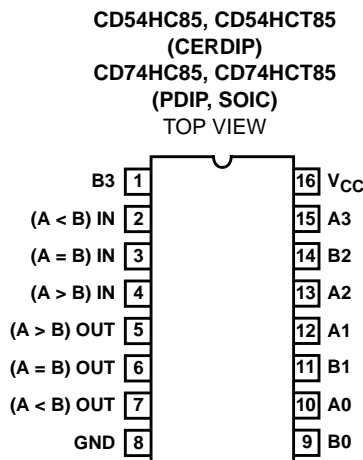 CD54HC85, CD54HCT85
(CERDIP)
CD74HC85, CD74HCT85
(PDIP, SOIC)
TOP VIEW
B3 1 16 VCC
(A < B) IN 2 15 A3
(A = B) IN 3 14 B2
(A > B) IN 4 13 A2
(A > B) OUT 5 12 A1
(A = B) OUT 6 11 B1
(A < B) OUT 7 10 A0
GND 8 9 B0